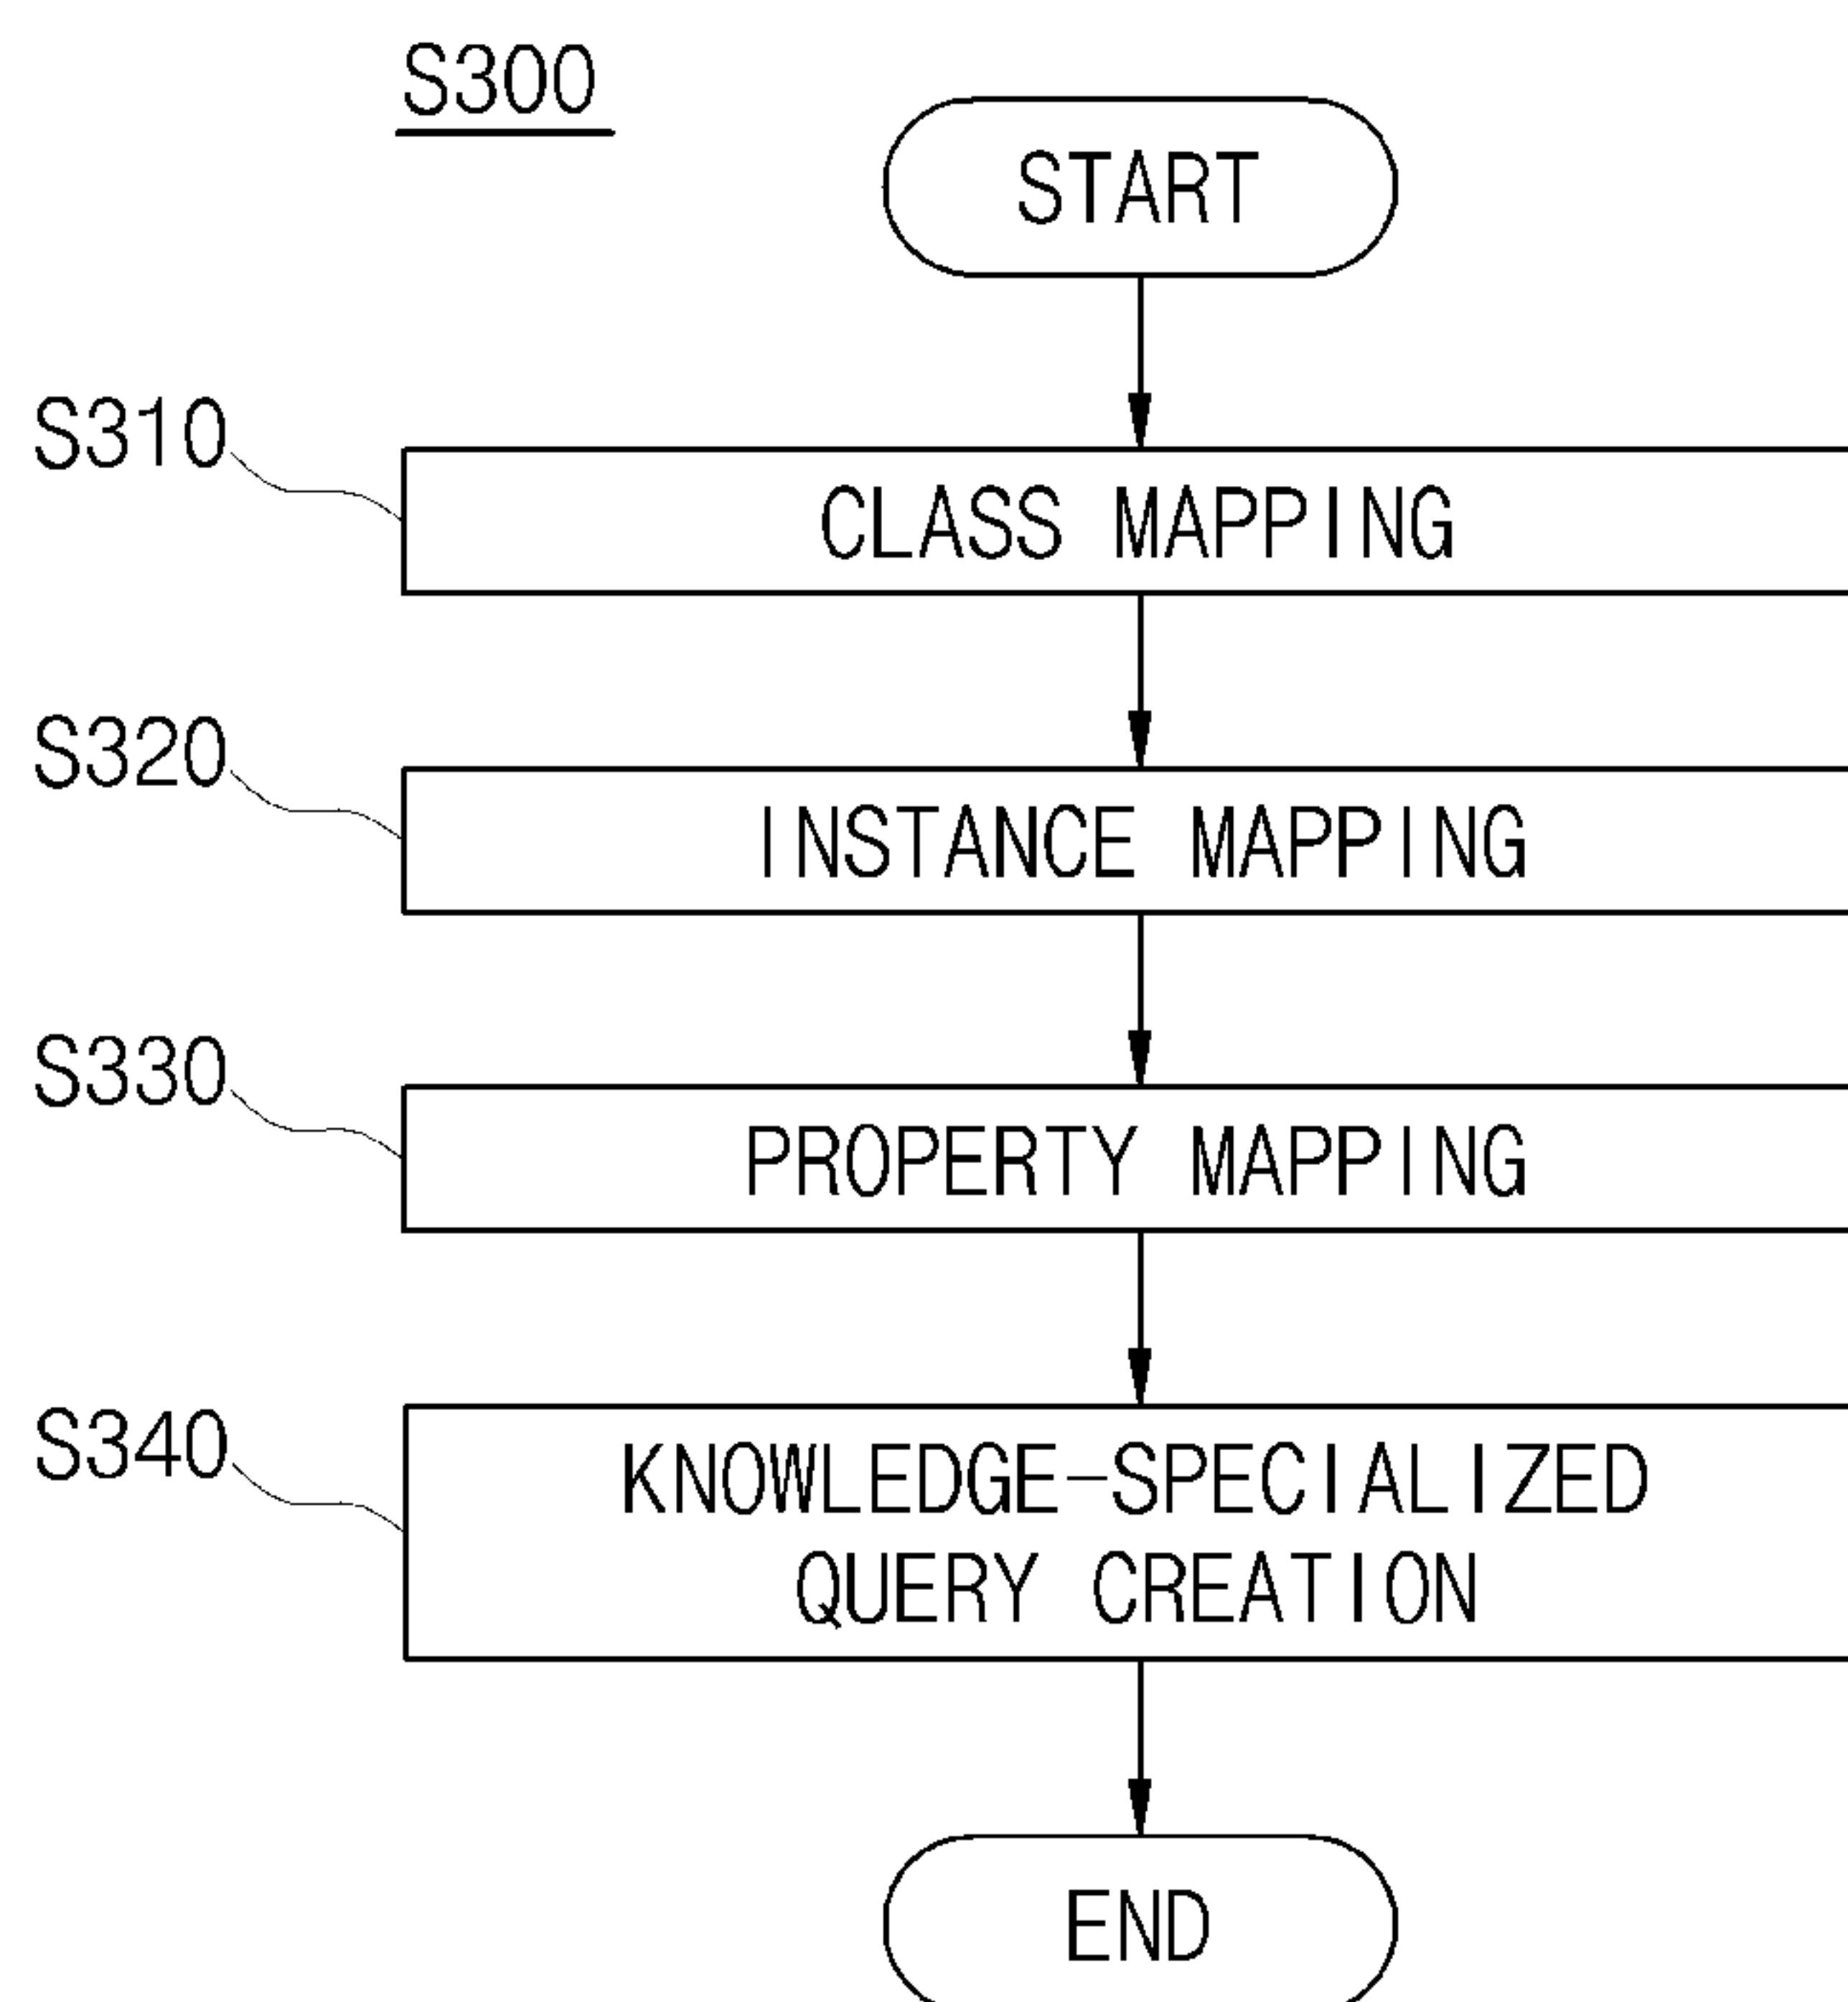 S300
START
S310
CLASS MAPPING
S320
INSTANCE MAPPING
S330
PROPERTY MAPPING
S340
KNOWLEDGE-SPECIALIZED
QUERY CREATION
END